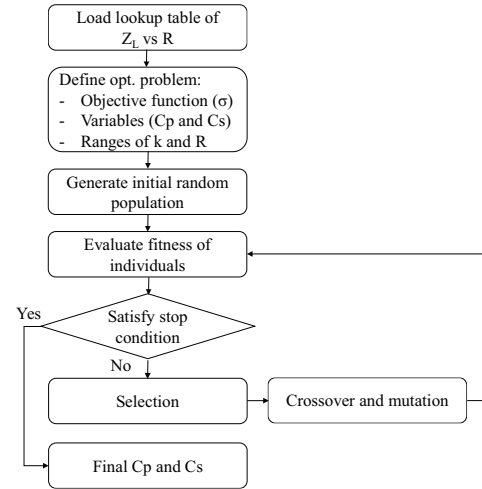 Load lookup table of
Z_L vs R
Define opt. problem:
- Objective function (σ)
- Variables (Cp and Cs)
- Ranges of k and R
Generate initial random
population
Evaluate fitness of
individuals
Yes
Satisfy stop
condition
No
Selection
Crossover and mutation
Final Cp and Cs